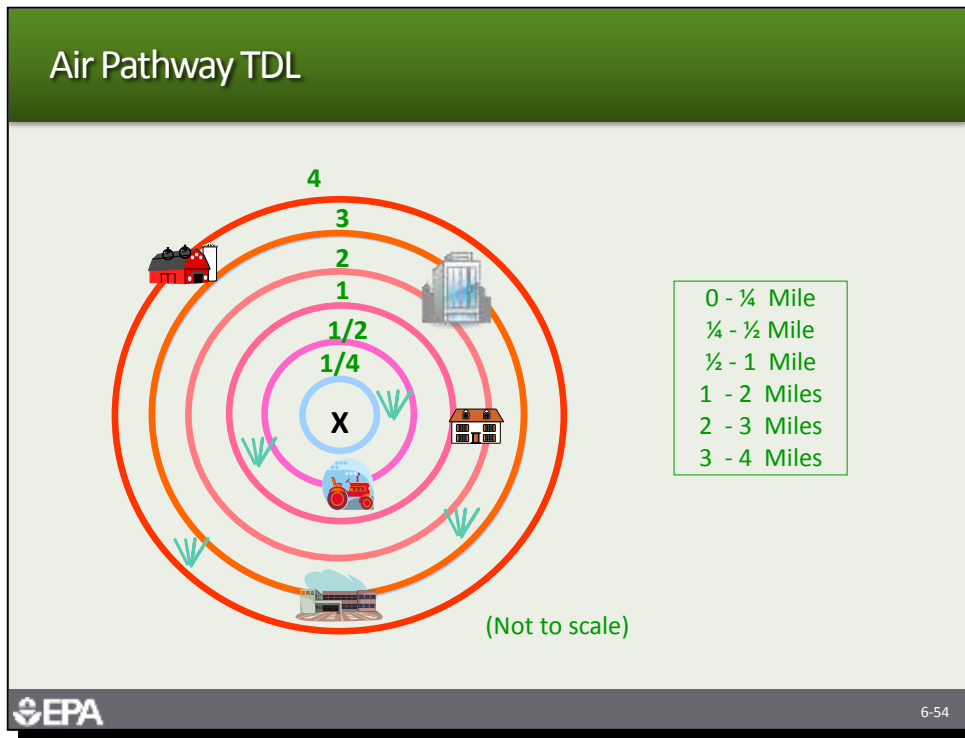 Air Pathway TDL
4
3
2
1
1/2
1/4
X
0 - ¼ Mile
¼ - ½ Mile
½ - 1 Mile
1 - 2 Miles
2 - 3 Miles
3 - 4 Miles
(Not to scale)
EPA
6-54